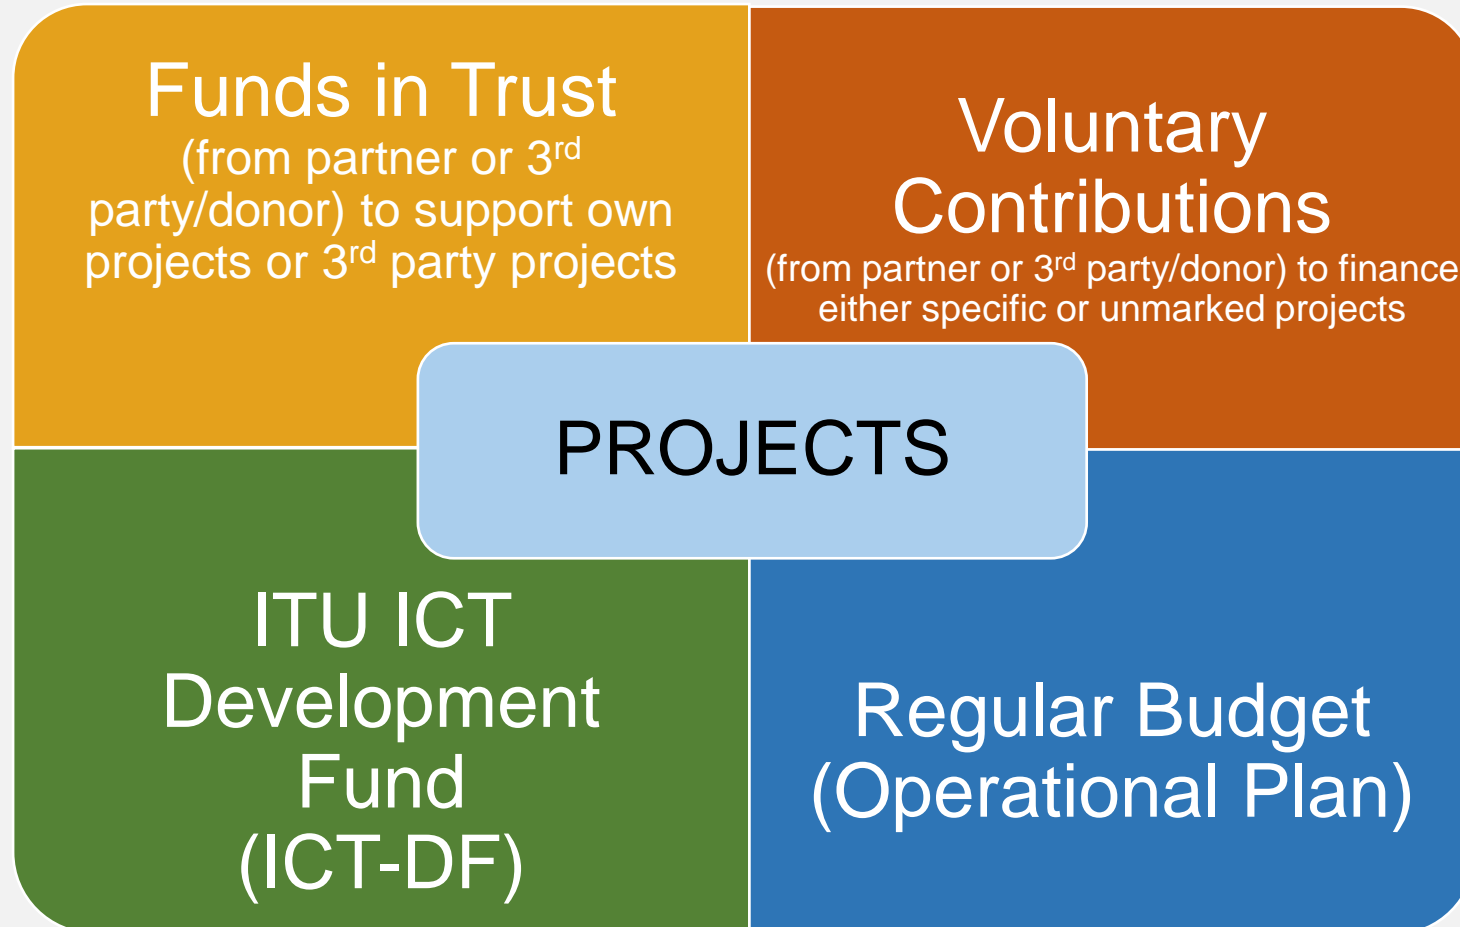 Funds in Trust
(from partner or 3rd
party/donor) to support own
projects or 3rd party projects
Voluntary
Contributions
(from partner or 3rd party/donor) to finance
either specific or unmarked projects
PROJECTS
ITU ICT
Development
Fund
(ICT-DF)
Regular Budget
(Operational Plan)